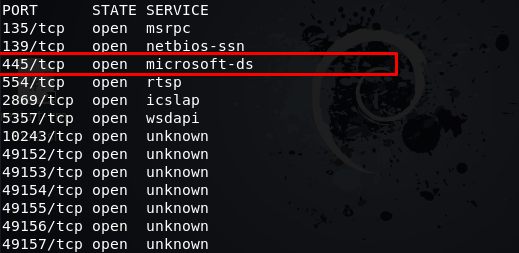 PORT STATE SERVICE
135/tcp open msrpc
139/tcp open netbios-ssn
445/tcp open microsoft-ds
554/tcp open rtsp
2869/tcp open icslap
5357/tcp open wsdapi
10243/tcp open unknown
49152/tcp open unknown
49153/tcp open unknown
49154/tcp open unknown
49155/tcp open unknown
49156/tcp open unknown
49157/tcp open unknown